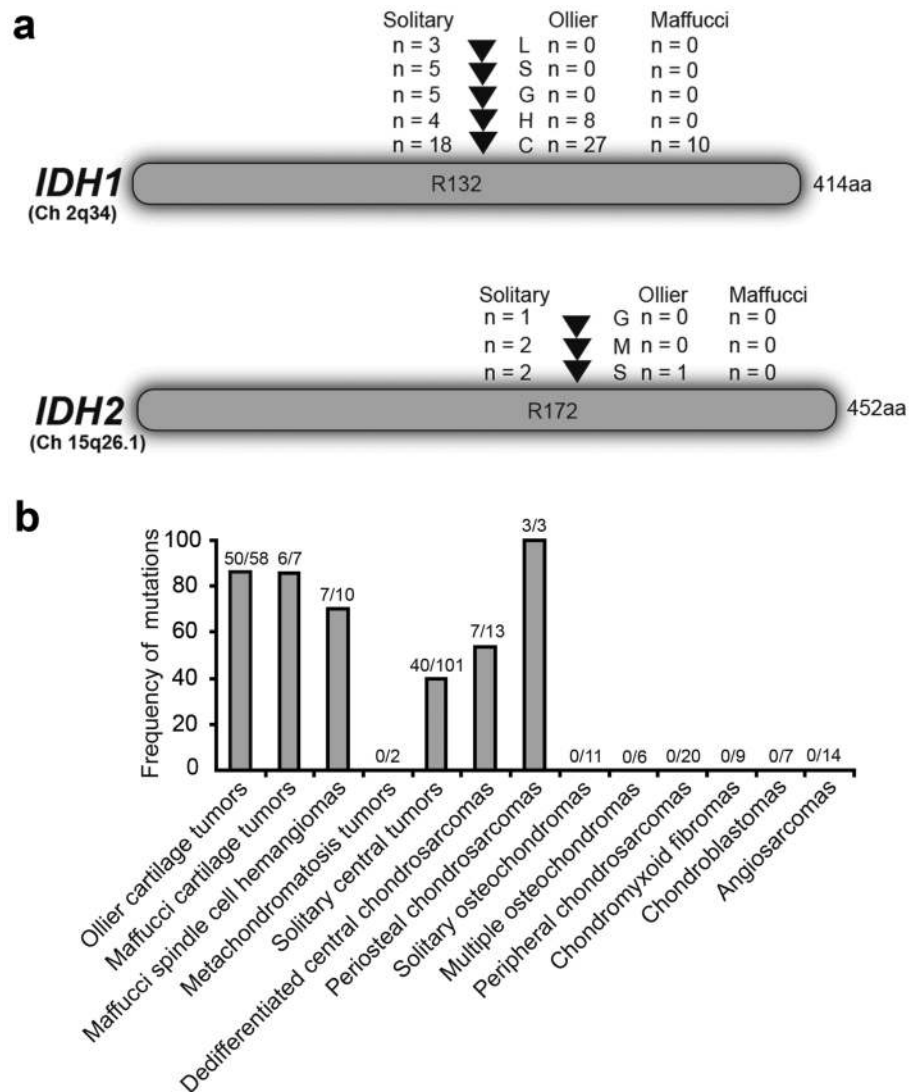 a
Solitary Ollier Maffucci
n = 3 L n = 0 n = 0
n = 5 S n = 0 n = 0
n = 5 G n = 0 n = 0
n = 4 H n = 8 n = 0
n = 18 C n = 27 n = 10
IDH1 R132 414aa
(Ch 2q34)
Solitary Ollier Maffucci
n = 1 G n = 0 n = 0
n = 2 M n = 0 n = 0
n = 2 S n = 1 n = 0
IDH2 R172 452aa
(Ch 15q26.1)
b
Frequency of mutations
100
80
60
40
20
0
50/58 6/7 7/10 0/2 40/101 7/13 3/3 0/11 0/6 0/20 0/9 0/7 0/14
Ollier cartilage tumors
Maffucci cartilage tumors
Maffucci spindle cell hemangiomas
Metachondromatosis tumors
Solitary central tumors
Dedifferentiated central chondrosarcomas
Periosteal chondrosarcomas
Solitary osteochondromas
Multiple osteochondromas
Peripheral chondrosarcomas
Chondromyxoid fibromas
Chondroblastomas
Angiosarcomas